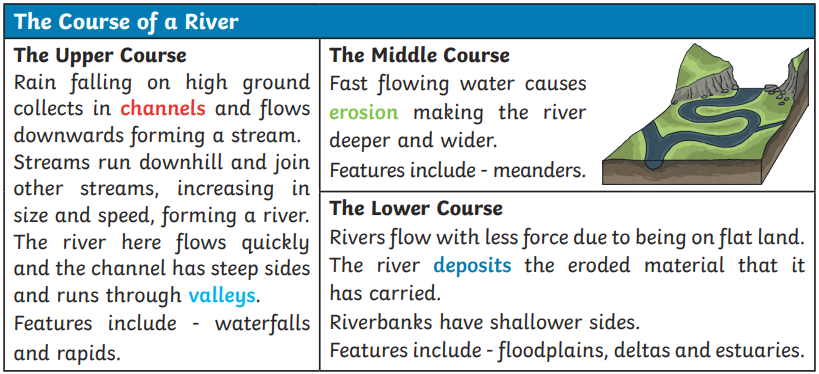 The Course of a River
The Upper Course
Rain falling on high ground
collects in channels and flows
downwards forming a stream.
Streams run downhill and join
other streams, increasing in
size and speed, forming a river.
The river here flows quickly
and the channel has steep sides
and runs through valleys.
Features include - waterfalls
and rapids.
The Middle Course
Fast flowing water causes
erosion making the river
deeper and wider.
Features include - meanders.
The Lower Course
Rivers flow with less force due to being on flat land.
The river deposits the eroded material that it
has carried.
Riverbanks have shallower sides.
Features include - floodplains, deltas and estuaries.